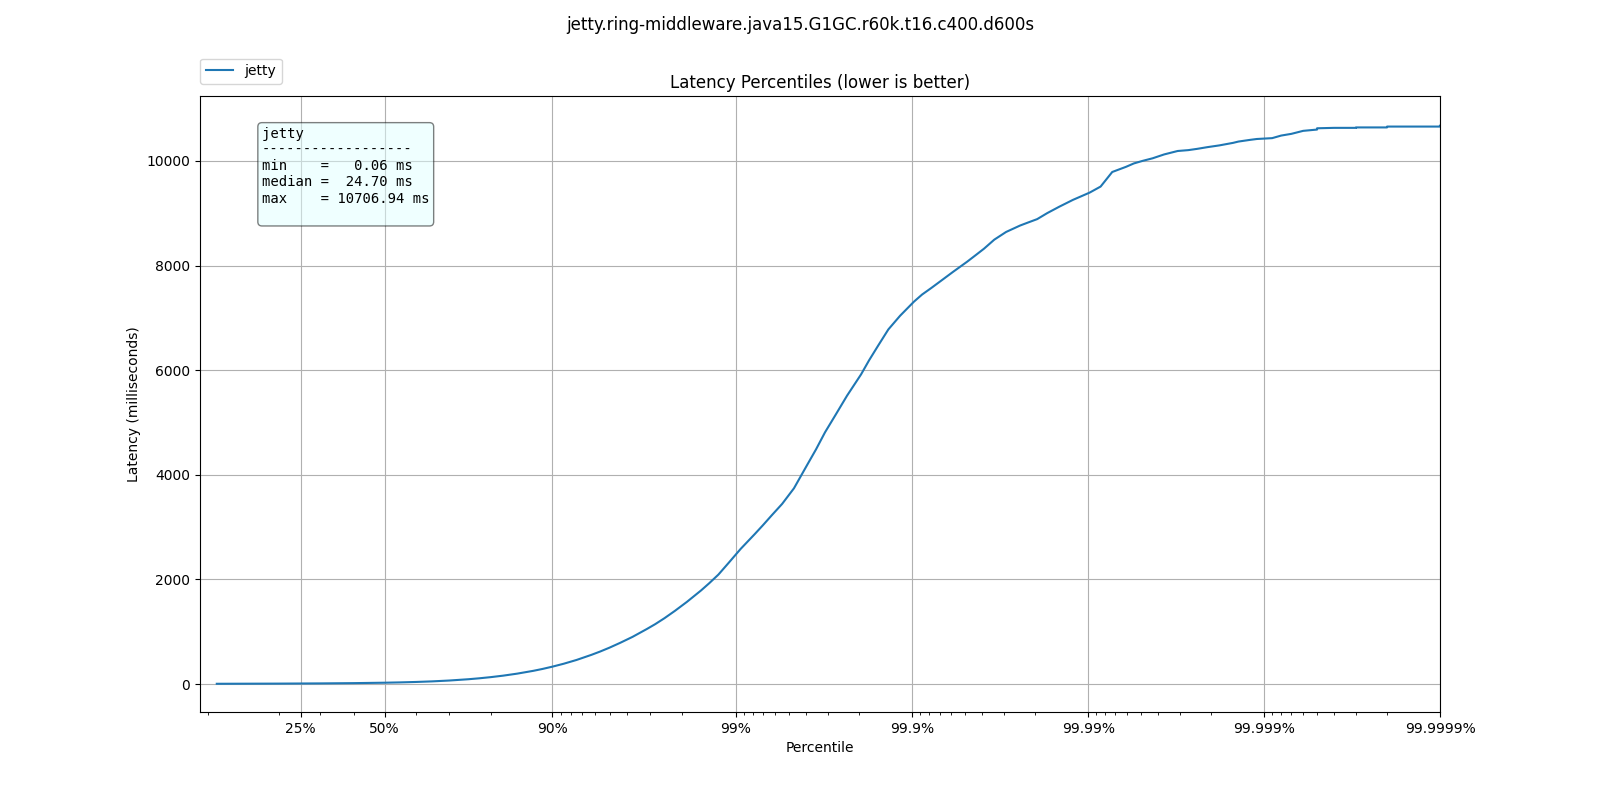 jetty.ring-middleware.java15.G1GC.r60k.t16.c400.d600s
jetty
Latency Percentiles (lower is better)
jetty
------------------
min    =   0.06 ms
median =  24.70 ms
max    = 10706.94 ms
10000
8000
6000
4000
2000
0
Latency (milliseconds)
25% 50% 90% 99% 99.9% 99.99% 99.999% 99.9999%
Percentile